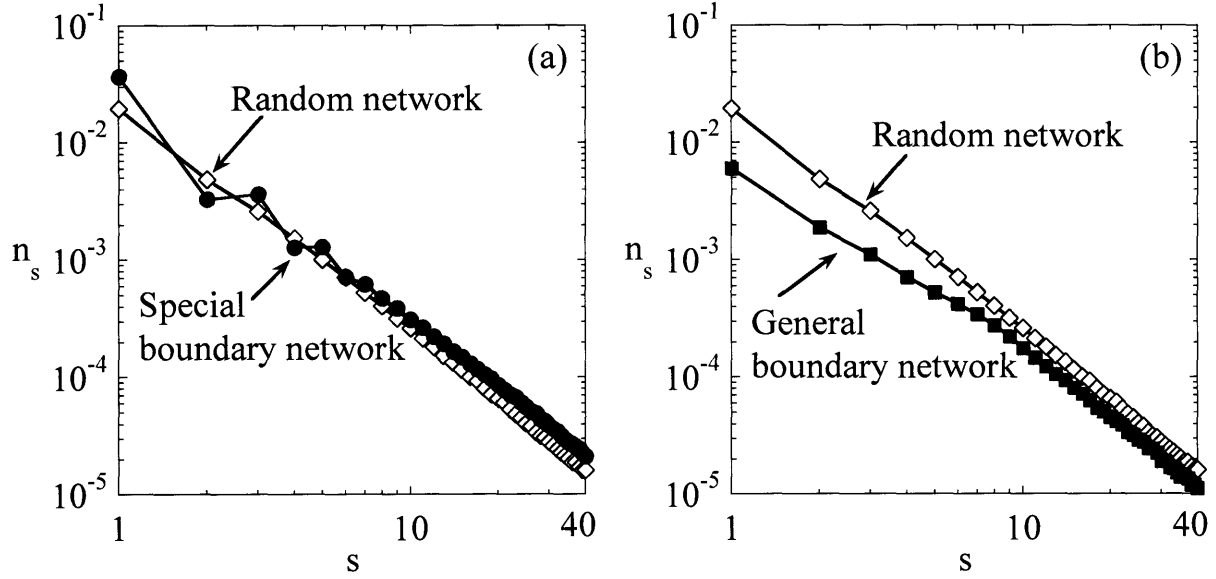 (a)
10^-1
10^-2
10^-3
10^-4
10^-5
n_s
Random network
Special
boundary network
1
10
40
s
(b)
10^-1
10^-2
10^-3
10^-4
10^-5
n_s
Random network
General
boundary network
1
10
40
s